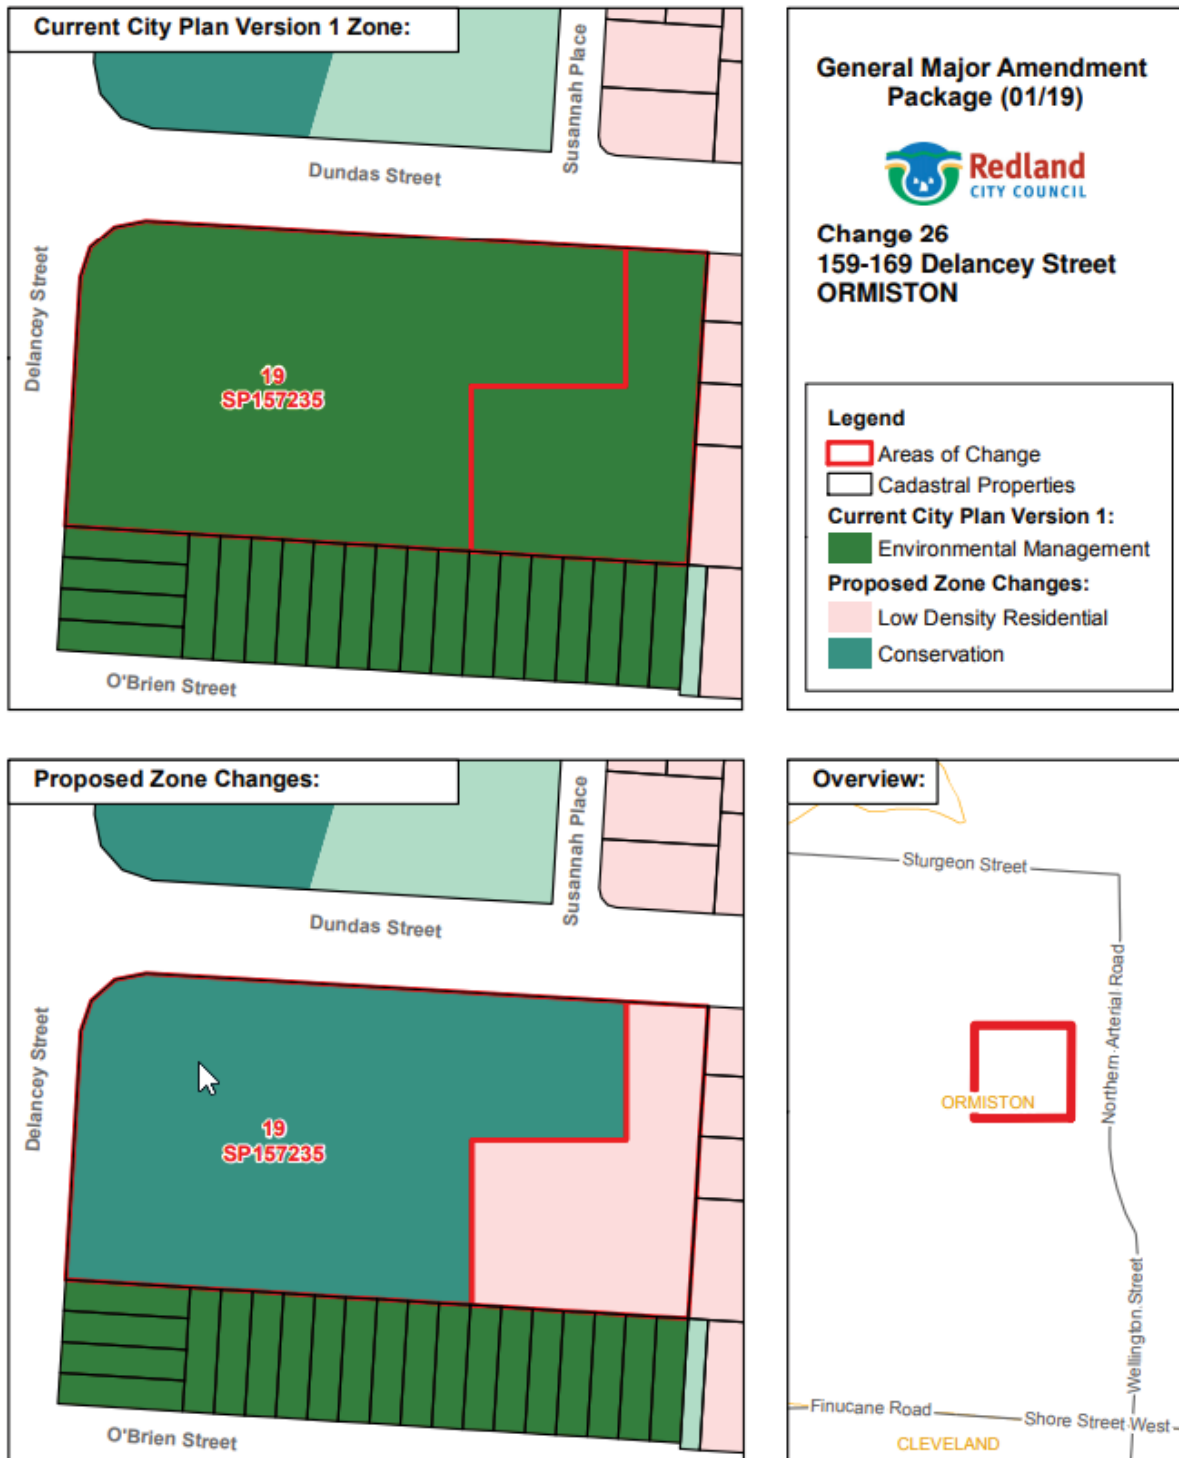 Current City Plan Version 1 Zone:
Susannah Place
Dundas Street
Delancey Street
19
SP157235
O'Brien Street
General Major Amendment
Package (01/19)
Redland
CITY COUNCIL
Change 26
159-169 Delancey Street
ORMISTON
Legend
Areas of Change
Cadastral Properties
Current City Plan Version 1:
Environmental Management
Proposed Zone Changes:
Low Density Residential
Conservation
Proposed Zone Changes:
Susannah Place
Dundas Street
Delancey Street
19
SP157235
O'Brien Street
Overview:
Sturgeon Street
Northern Arterial Road
ORMISTON
Wellington Street
Finucane Road
Shore Street West
CLEVELAND